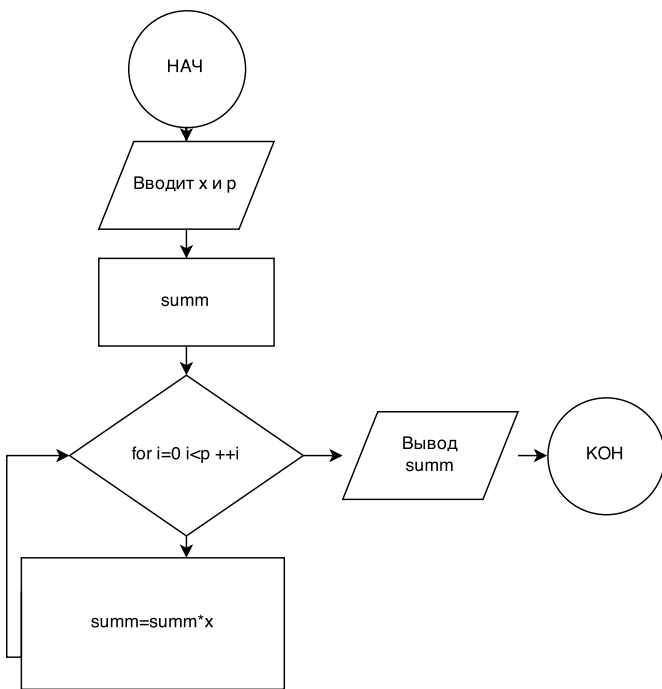 НАЧ
Вводит x и p
summ
for i=0 i<p ++i
Вывод
summ
КОН
summ=summ*x